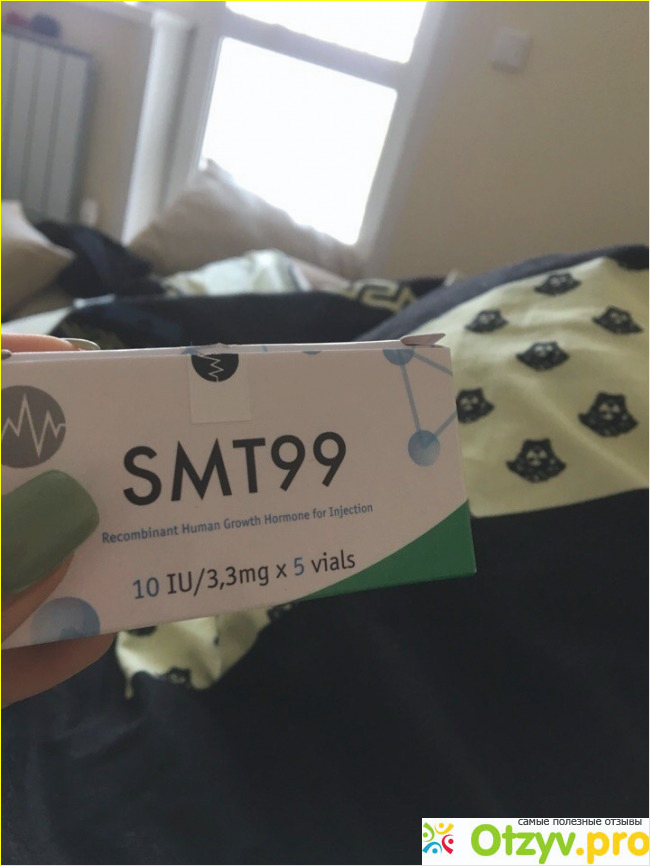 SMT99
Recombinant Human Growth Hormone for Injection
10 IU/3,3mg x 5 vials
самые полезные отзывы
Otzyv.pro